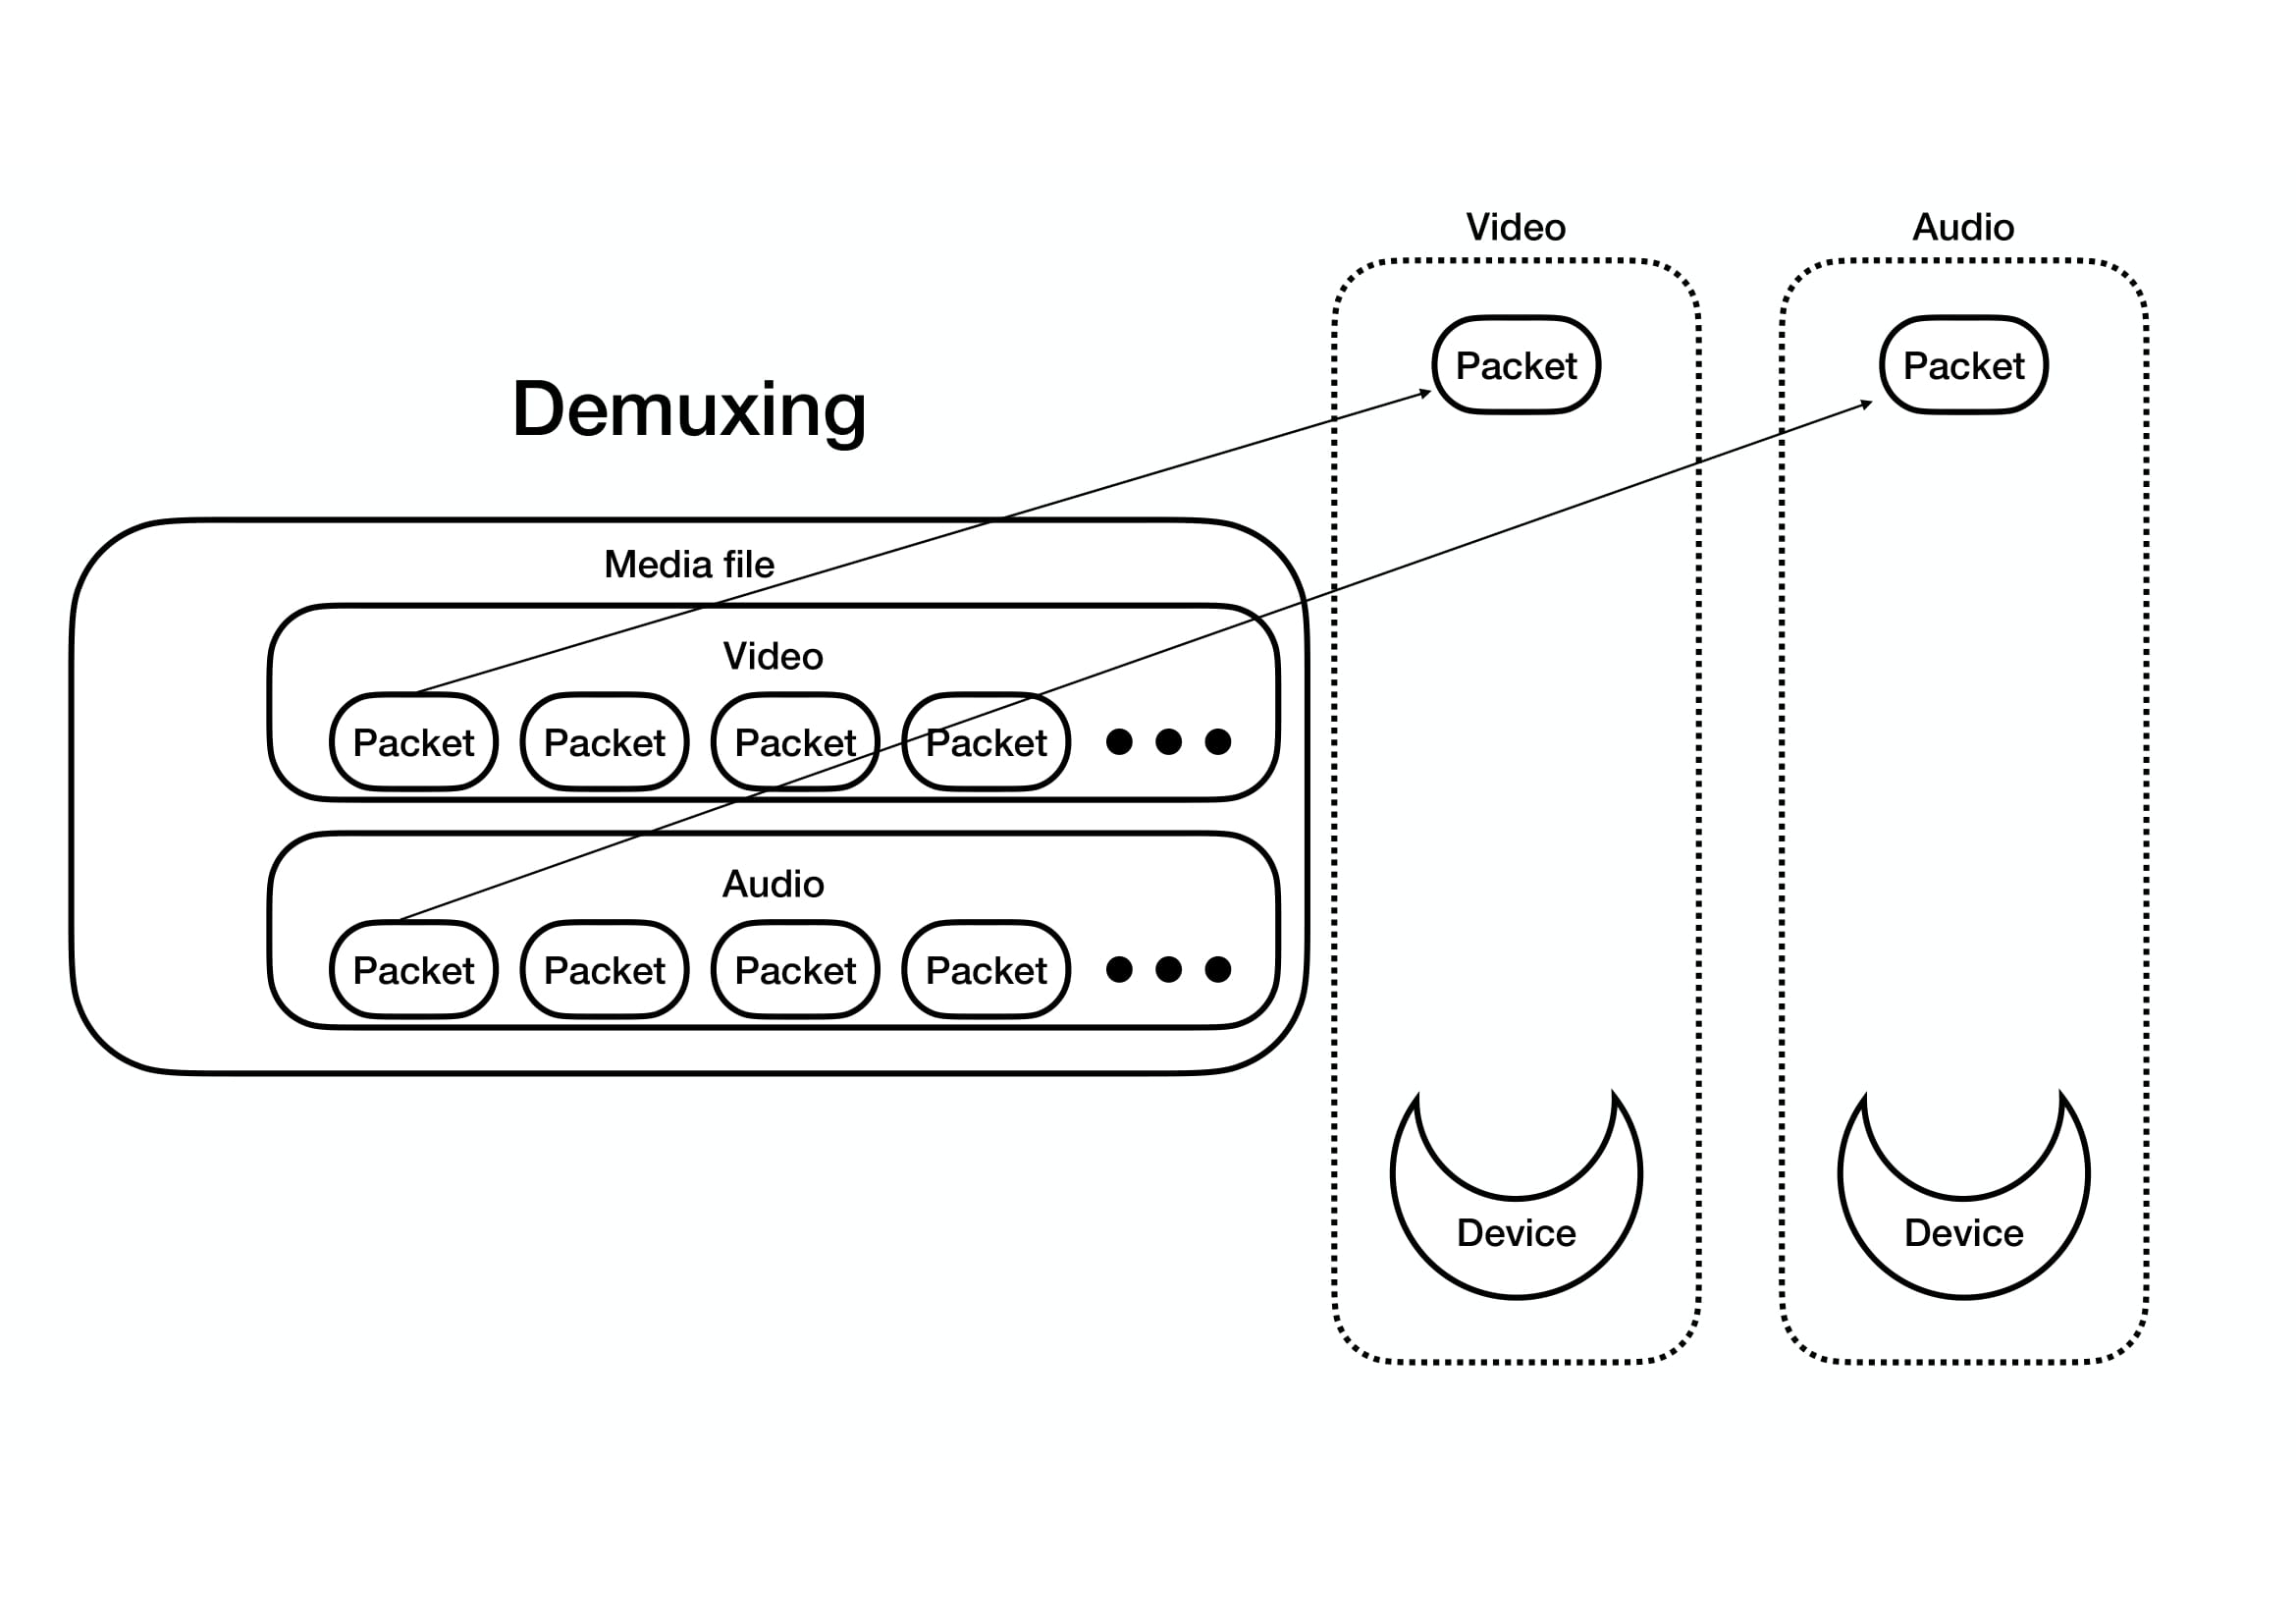 Demuxing
Media file
Video
Packet Packet Packet Packet
Audio
Packet Packet Packet Packet
Video
Packet
Device
Audio
Packet
Device